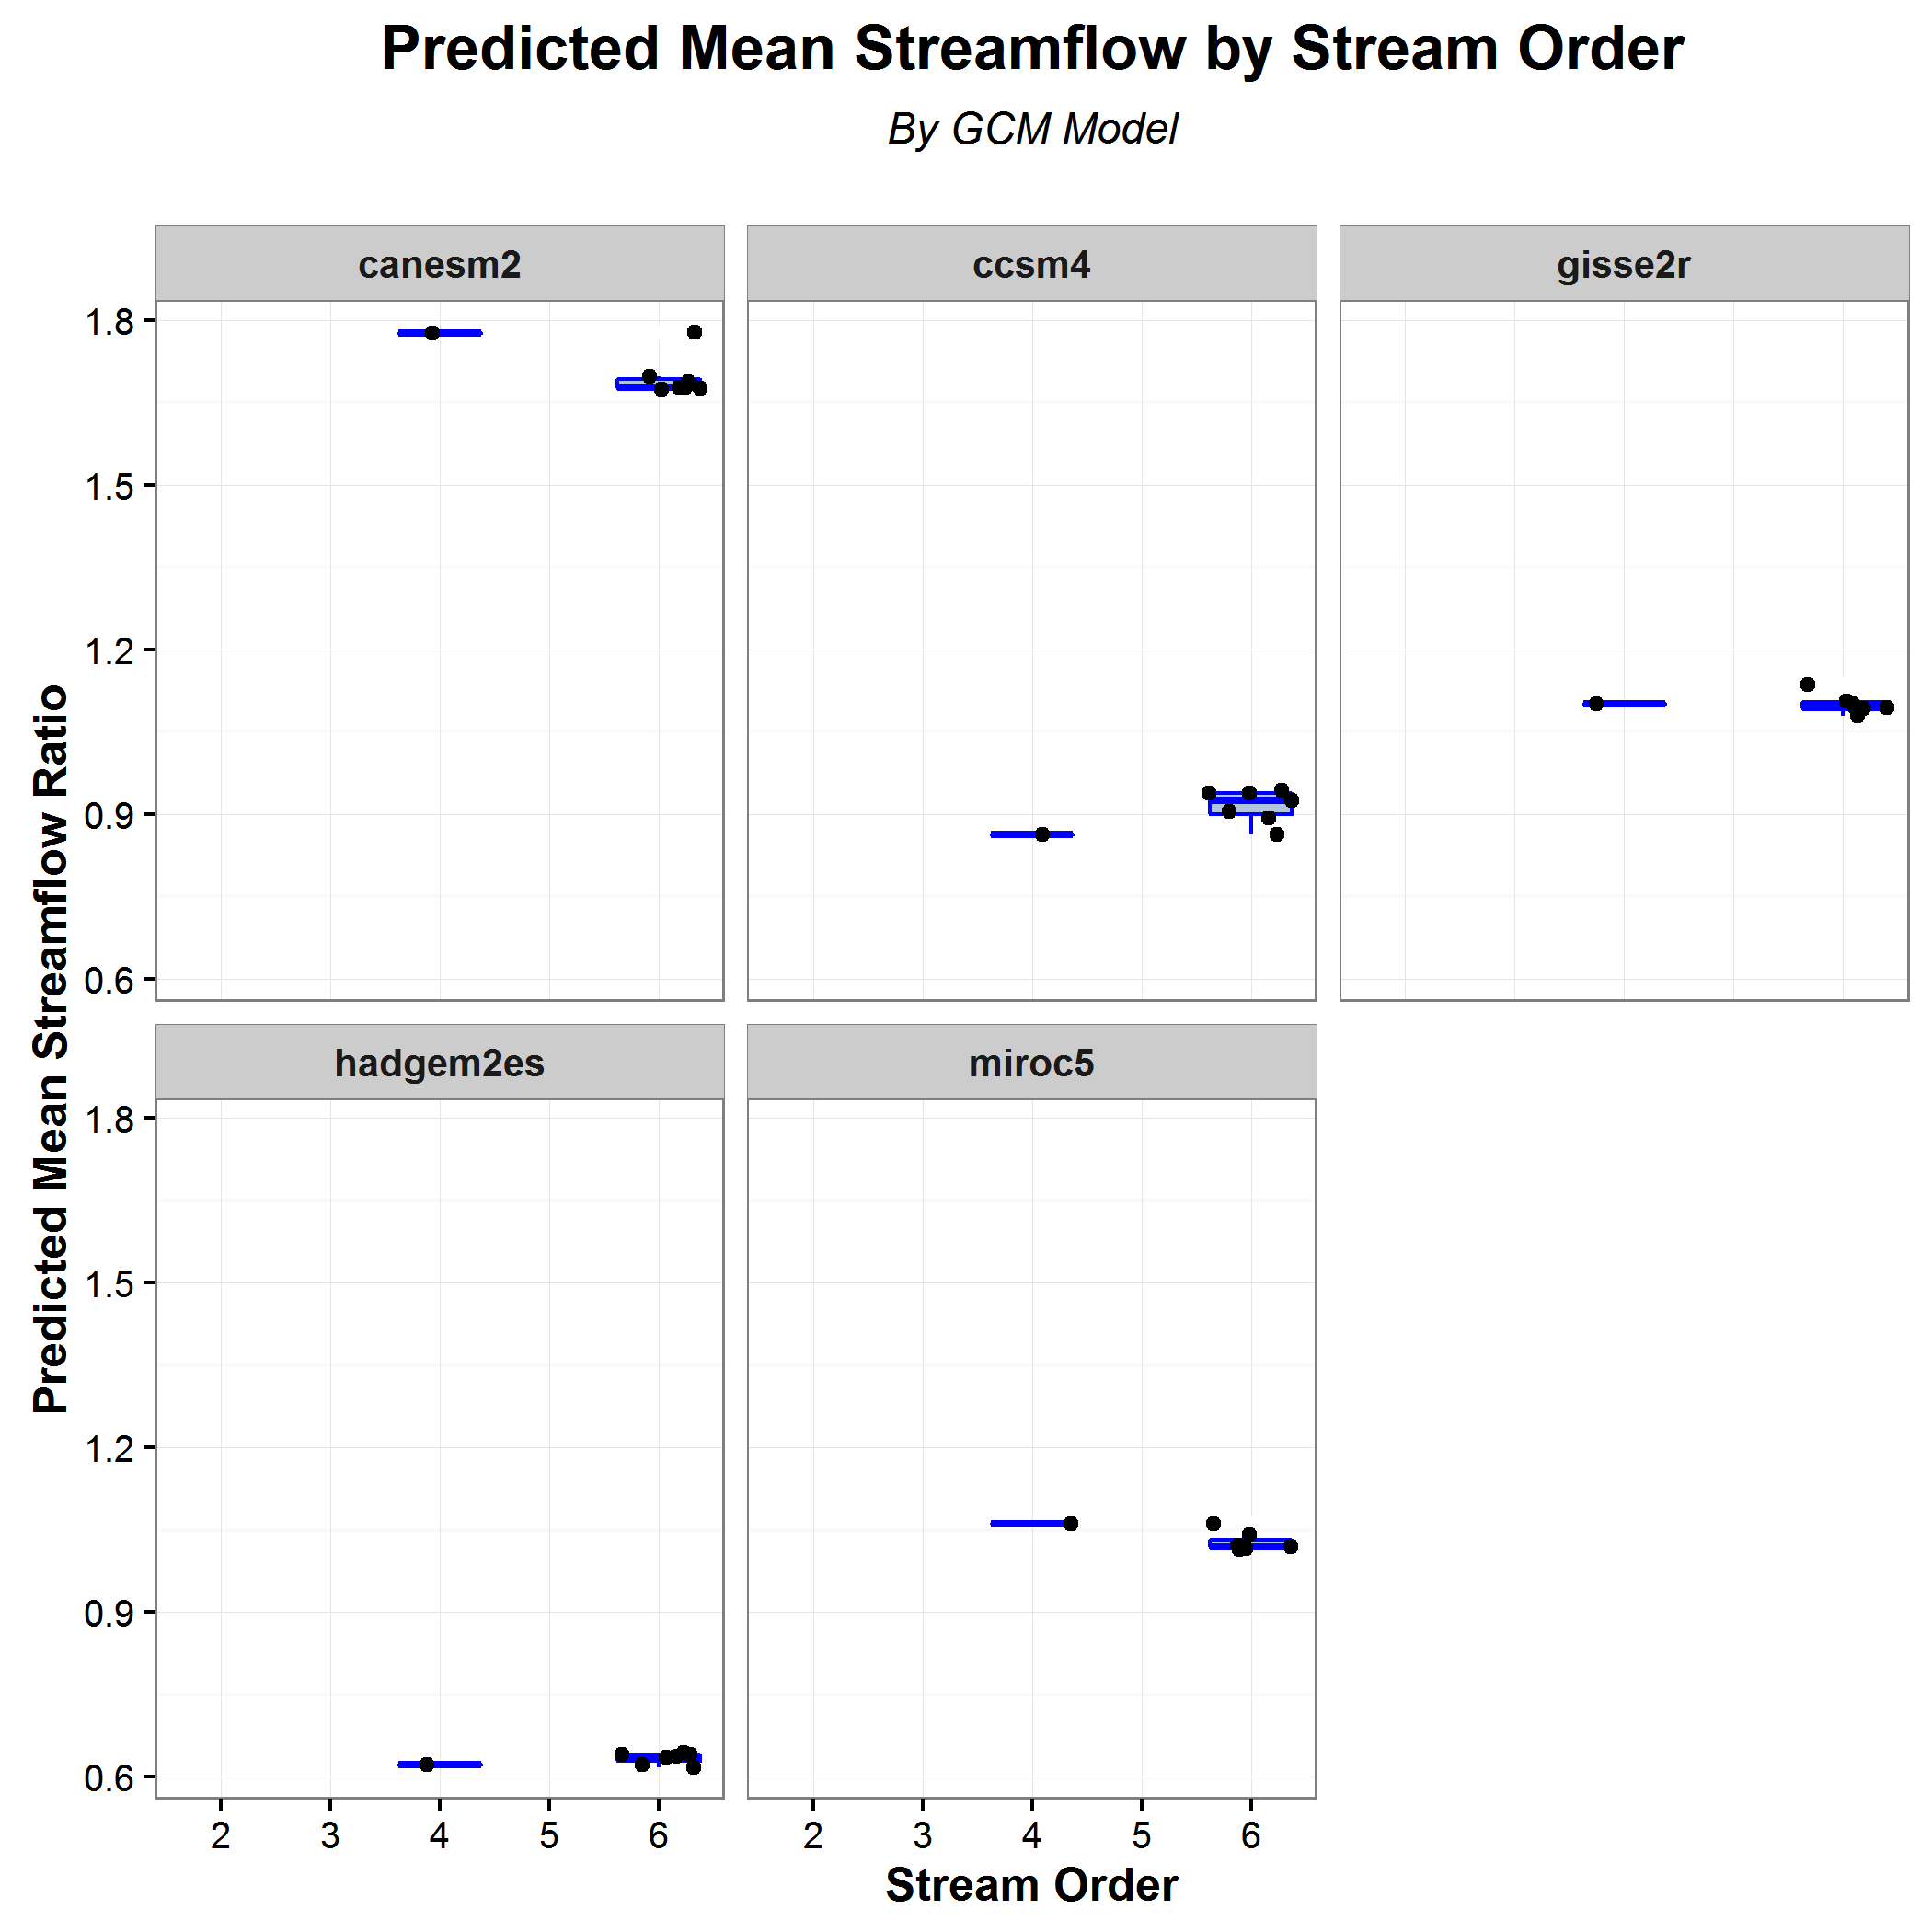 Predicted Mean Streamflow by Stream Order
By GCM Model
canesm2
ccsm4
gisse2r
1.8
1.5
1.2
0.9
0.6
Predicted Mean Streamflow Ratio
hadgem2es
miroc5
1.8
1.5
1.2
0.9
0.6
2 3 4 5 6
2 3 4 5 6
Stream Order